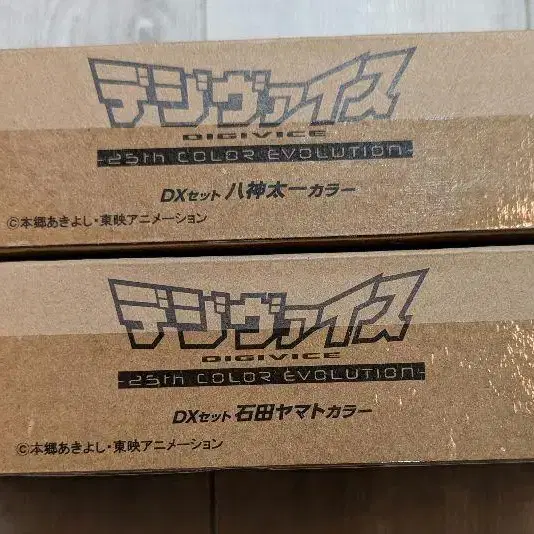 デジヴァイス
DIGIVICE
-25th COLOR EVOLUTION-
DXセット 八神太一カラー
©本郷あきよし・東映アニメーション
デジヴァイス
DIGIVICE
-25th COLOR EVOLUTION-
DXセット 石田ヤマトカラー
©本郷あきよし・東映アニメーション